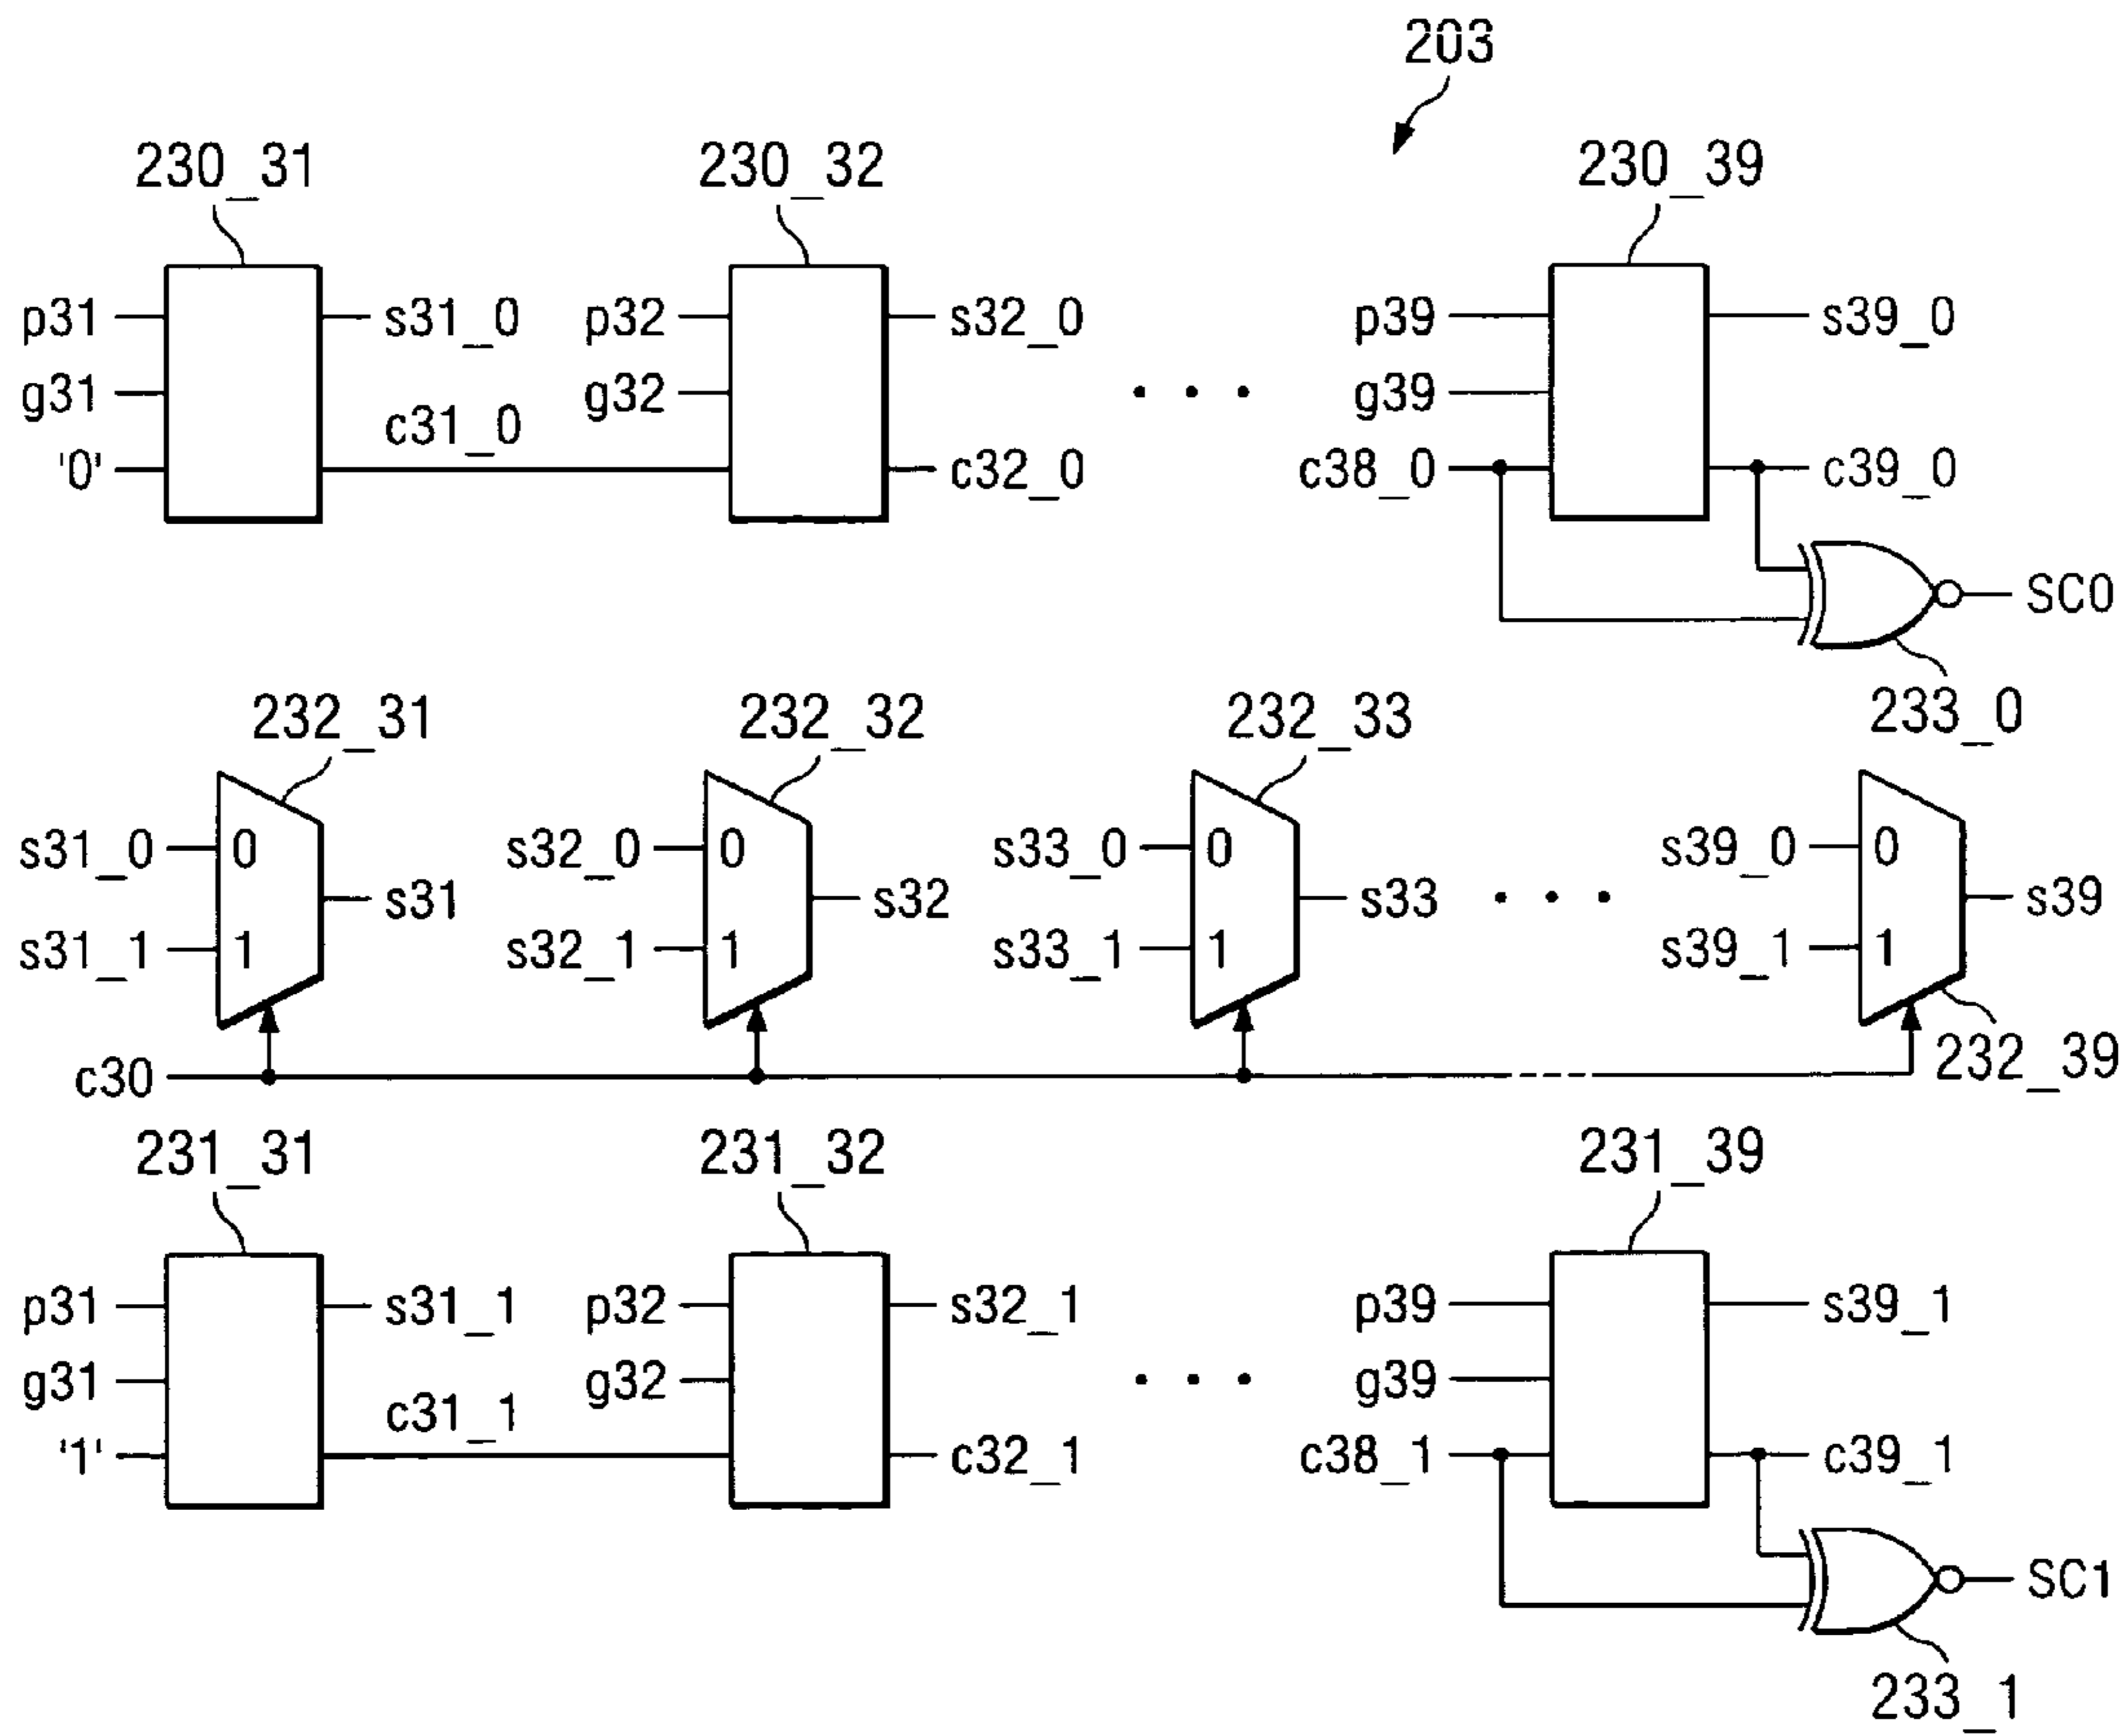 203
230_31 230_32 230_39
p31 s31_0 p32 s32_0 p39 s39_0
g31 c31_0 g32 g39
'0' c32_0 c38_0 c39_0
SC0
233_0
232_31 232_32 232_33
s31_0 0 s32_0 0 s33_0 0 s39_0 0
s31 s32 s33 s39
s31_1 1 s32_1 1 s33_1 1 s39_1 1
c30 232_39
231_31 231_32 231_39
p31 s31_1 p32 s32_1 p39 s39_1
g31 c31_1 g32 g39
'1' c32_1 c38_1 c39_1
SC1
233_1